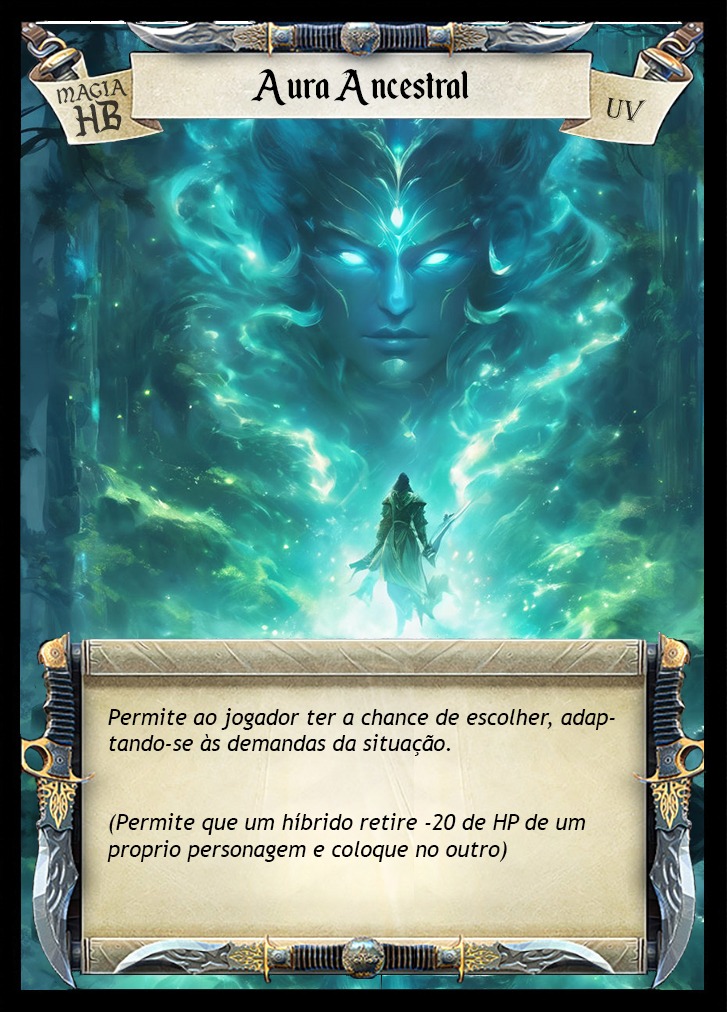 Aura Ancestral
MAGIA
HB
UV
Permite ao jogador ter a chance de escolher, adap-
tando-se às demandas da situação.
(Permite que um híbrido retire -20 de HP de um
proprio personagem e coloque no outro)